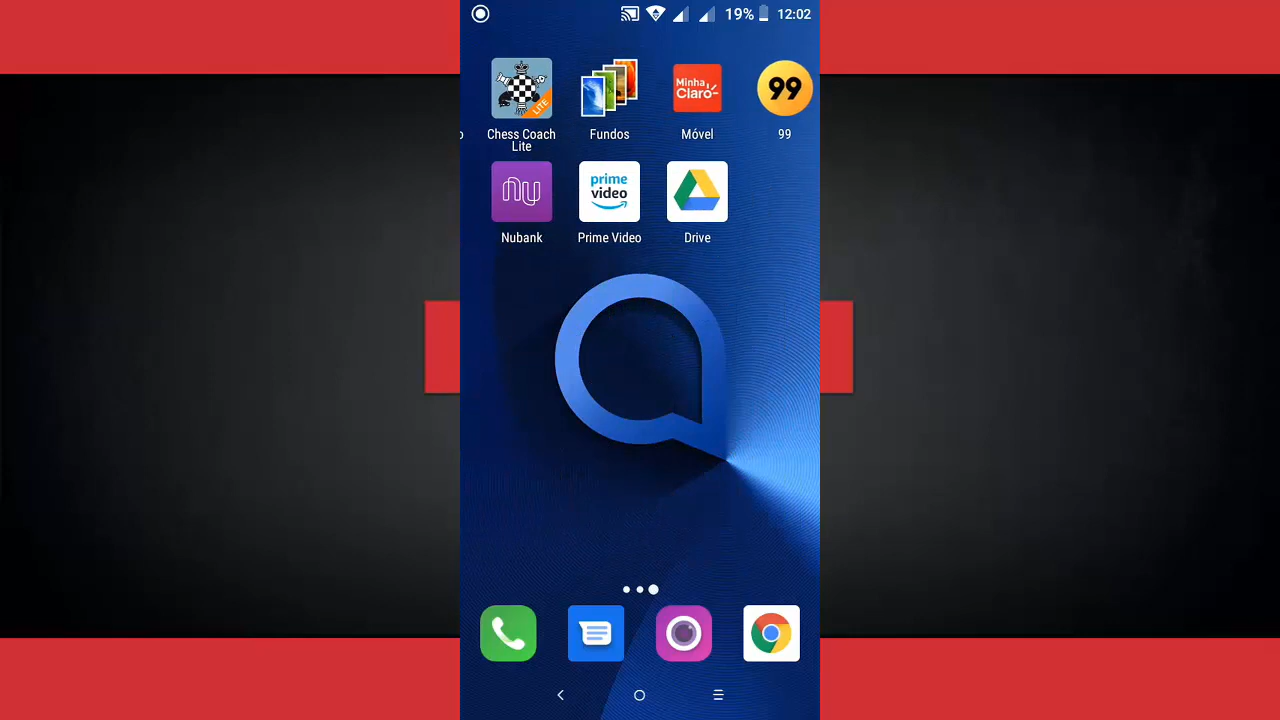 19% 12:02
LITE
Minha
Claro
99
Chess Coach
Lite
Fundos
Móvel
99
nu
prime
video
Nubank
Prime Video
Drive